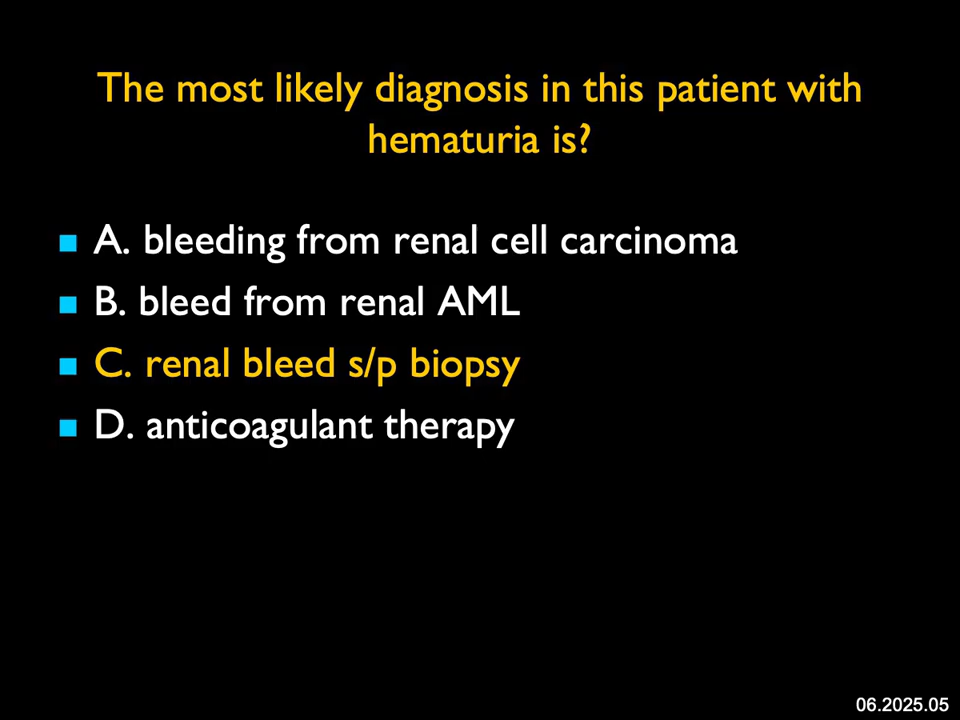 The most likely diagnosis in this patient with
hematuria is?
A. bleeding from renal cell carcinoma
B. bleed from renal AML
C. renal bleed s/p biopsy
D. anticoagulant therapy
06.2025.05